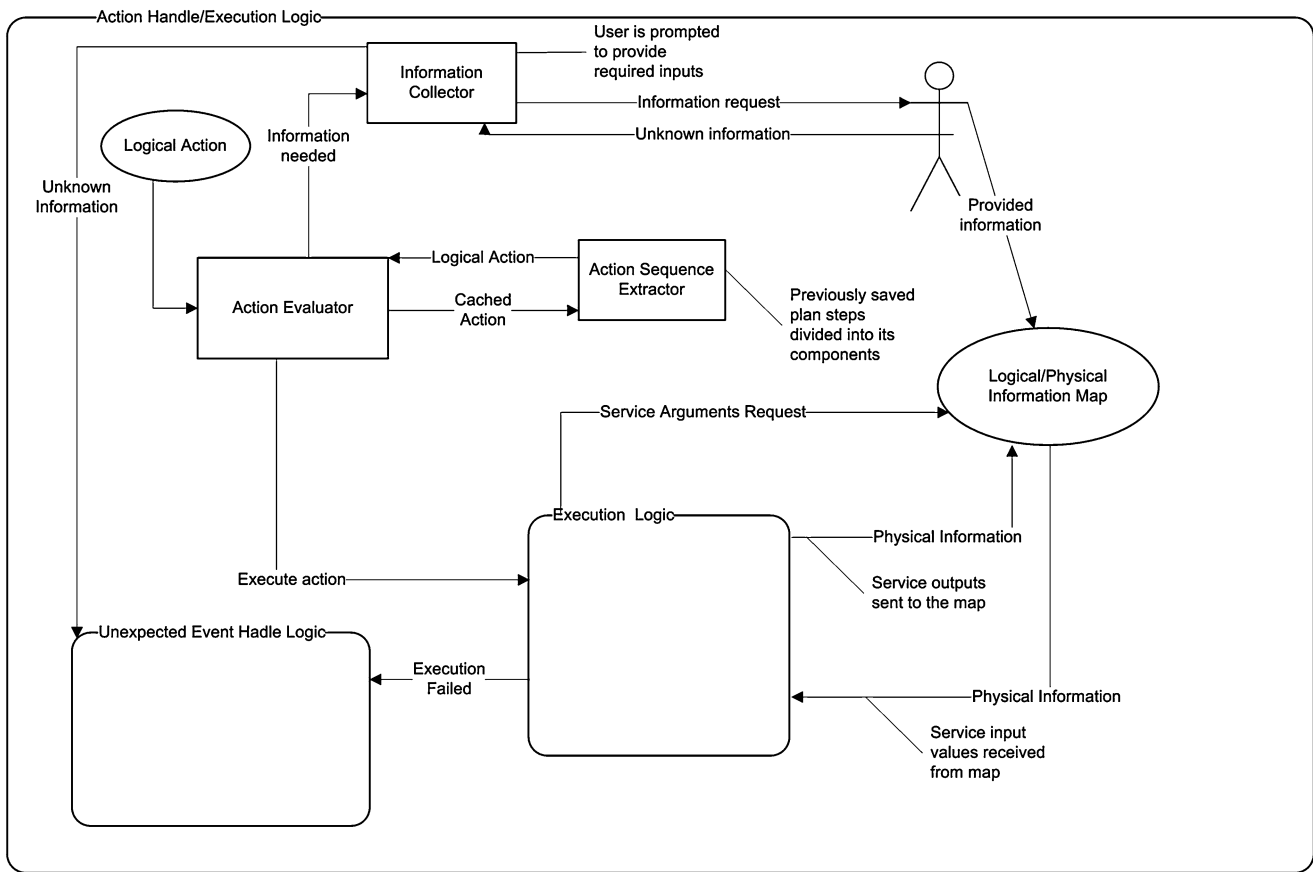 Action Handle/Execution Logic
User is prompted
to provide
required inputs
Information
Collector
Information request
Unknown information
Logical Action
Information
needed
Unknown
Information
Provided
information
Logical Action
Action Sequence
Extractor
Action Evaluator
Cached
Action
Previously saved
plan steps
divided into its
components
Logical/Physical
Information Map
Service Arguments Request
Execution Logic
Physical Information
Execute action
Service outputs
sent to the map
Unexpected Event Hadle Logic
Execution
Failed
Physical Information
Service input
values received
from map